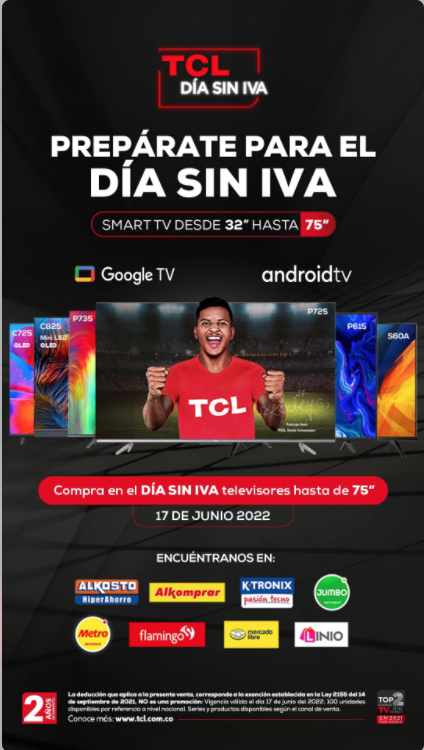 TCL
DÍA SIN IVA
PREPÁRATE PARA EL
DÍA SIN IVA
SMART TV DESDE 32” HASTA 75”
Google TV
androidtv
C725
QLED
C825
Mini LED
QLED
P735
P725
P615
S60A
TCL
Compra en el DÍA SIN IVA televisores hasta de 75”
17 DE JUNIO 2022
ENCUÉNTRANOS EN:
ALKOSTO
HiperAhorro
Alkomprar
K-TRONIX
pasión tecno
JUMBO
Metro
flamingo
mercado
libre
LINIO
2 AÑOS
La deducción que aplica a la presente venta, corresponde a la exención establecida en la Ley 2155 del 14
de septiembre de 2021. NO es una promoción: Vigencia válida el día 17 de junio del 2022, 100 unidades
disponibles por referencia a nivel nacional. Series y productos disponibles según el canal de venta.
Conoce más: www.tcl.com.co
TOP 2
TV
EN 2021